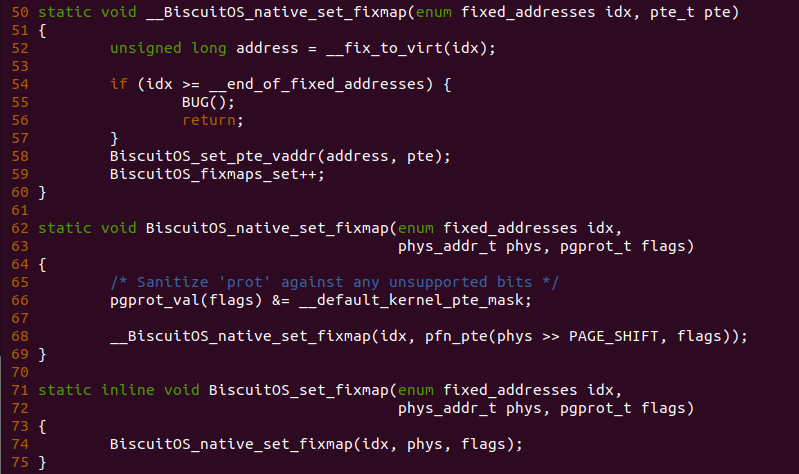 50 static void __BiscuitOS_native_set_fixmap(enum fixed_addresses idx, pte_t pte)
51 {
52         unsigned long address = __fix_to_virt(idx);
53
54         if (idx >= __end_of_fixed_addresses) {
55                 BUG();
56                 return;
57         }
58         BiscuitOS_set_pte_vaddr(address, pte);
59         BiscuitOS_fixmaps_set++;
60 }
61
62 static void BiscuitOS_native_set_fixmap(enum fixed_addresses idx,
63                                         phys_addr_t phys, pgprot_t flags)
64 {
65         /* Sanitize 'prot' against any unsupported bits */
66         pgprot_val(flags) &= __default_kernel_pte_mask;
67
68         __BiscuitOS_native_set_fixmap(idx, pfn_pte(phys >> PAGE_SHIFT, flags));
69 }
70
71 static inline void BiscuitOS_set_fixmap(enum fixed_addresses idx,
72                                         phys_addr_t phys, pgprot_t flags)
73 {
74         BiscuitOS_native_set_fixmap(idx, phys, flags);
75 }